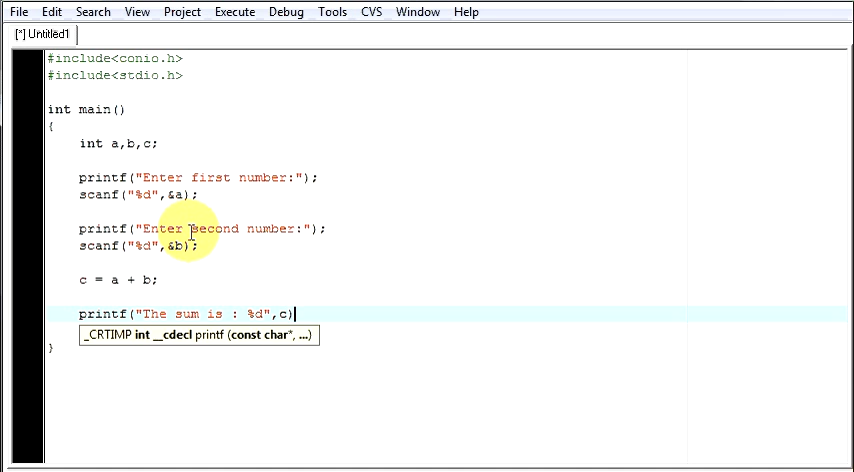 File Edit Search View Project Execute Debug Tools CVS Window Help
[*] Untitled1
#include<conio.h>
#include<stdio.h>
int main()
{
int a,b,c;
printf("Enter first number:");
scanf("%d",&a);
printf("Enter second number:");
scanf("%d",&b);
c = a + b;
printf("The sum is : %d",c)
_CRTIMP int __cdecl printf (const char*, ...)
}